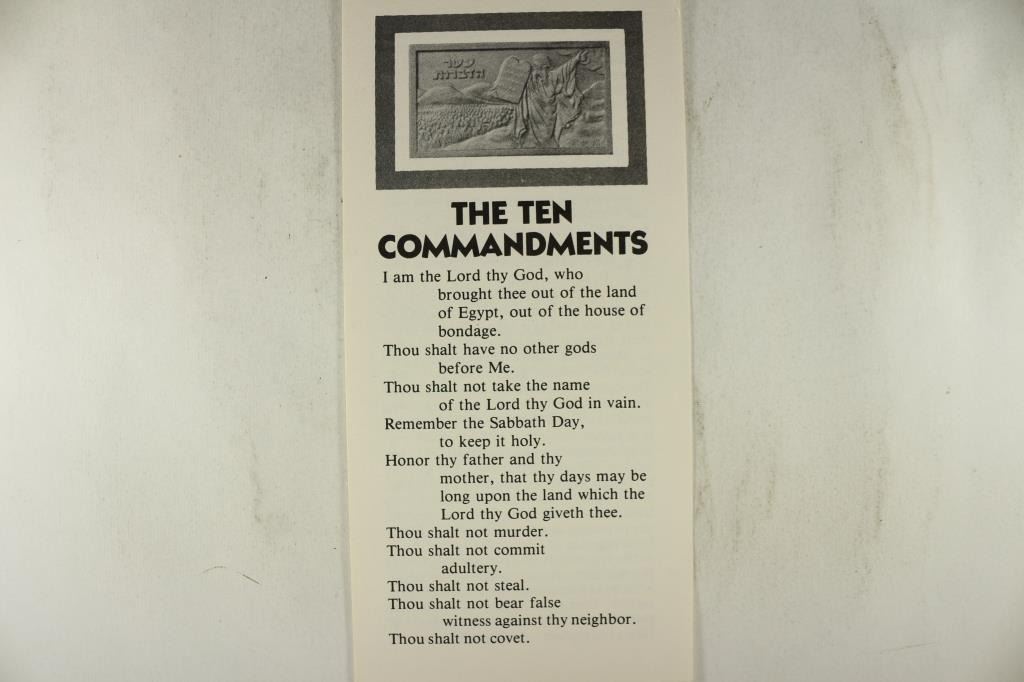 עשר
הדברות
THE TEN
COMMANDMENTS
I am the Lord thy God, who
brought thee out of the land
of Egypt, out of the house of
bondage.
Thou shalt have no other gods
before Me.
Thou shalt not take the name
of the Lord thy God in vain.
Remember the Sabbath Day,
to keep it holy.
Honor thy father and thy
mother, that thy days may be
long upon the land which the
Lord thy God giveth thee.
Thou shalt not murder.
Thou shalt not commit
adultery.
Thou shalt not steal.
Thou shalt not bear false
witness against thy neighbor.
Thou shalt not covet.